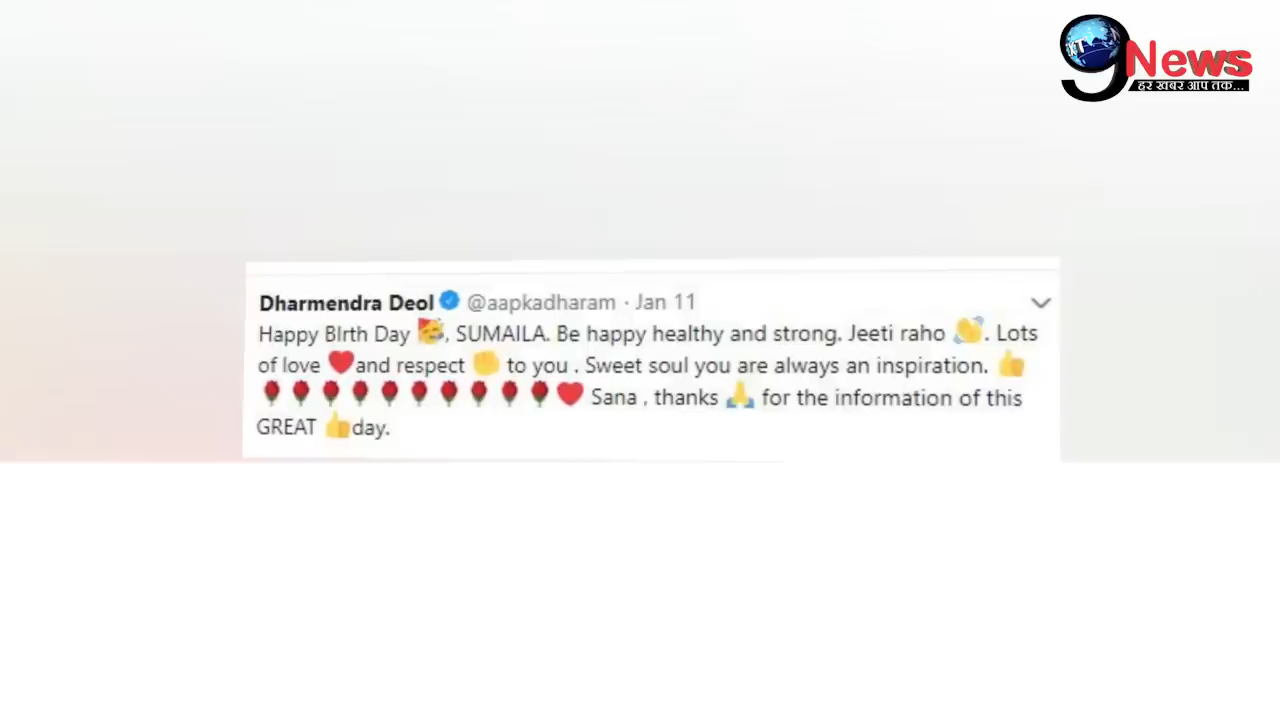 9 News
हर खबर आप तक...
Dharmendra Deol @aapkadharam · Jan 11
Happy BIrth Day 🥳, SUMAILA. Be happy healthy and strong. Jeeti raho 👏. Lots
of love ❤️and respect ✊ to you . Sweet soul you are always an inspiration. 👍
🌹🌹🌹🌹🌹🌹🌹🌹🌹🌹❤️ Sana , thanks 🙏 for the information of this
GREAT 👍day.